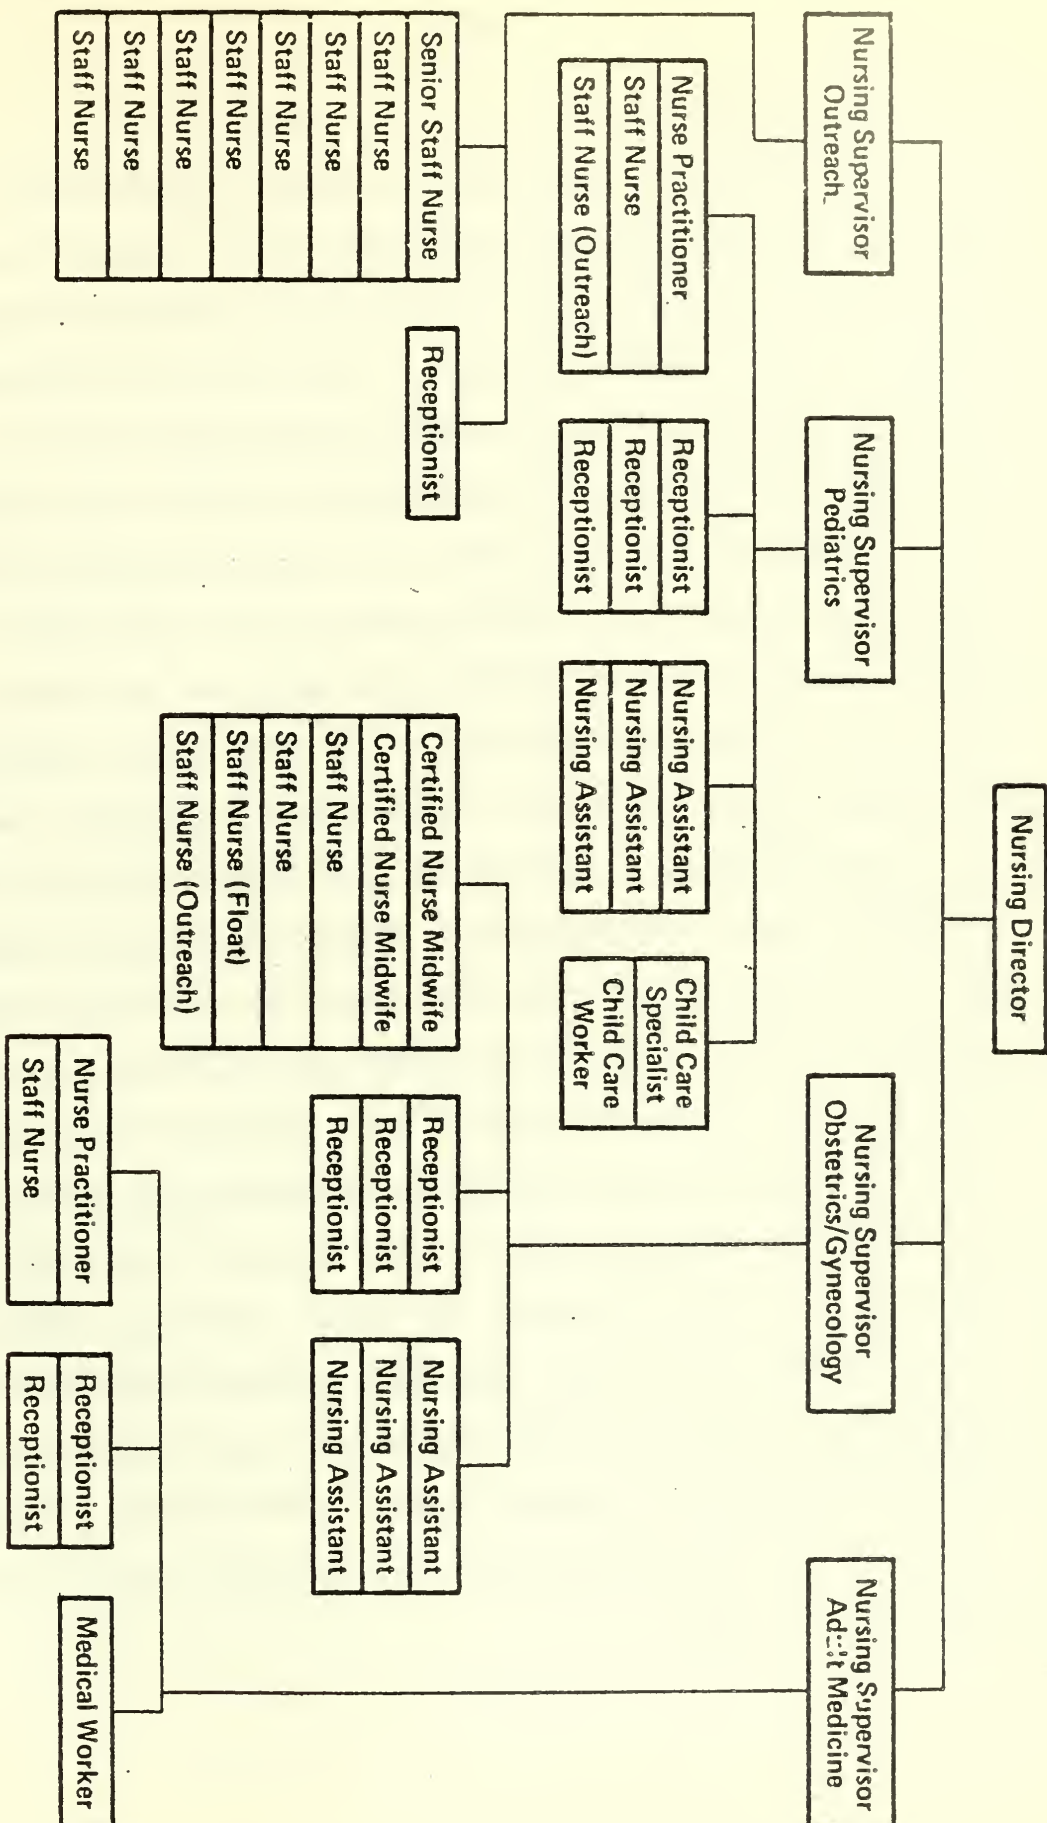 Nursing Director
Nursing Supervisor
Outreach
Nursing Supervisor
Pediatrics
Nursing Supervisor
Obstetrics/Gynecology
Nursing Supervisor
Adult Medicine
Nurse Practitioner
Staff Nurse
Staff Nurse (Outreach)
Receptionist
Receptionist
Receptionist
Nursing Assistant
Nursing Assistant
Nursing Assistant
Child Care
Specialist
Child Care
Worker
Senior Staff Nurse
Staff Nurse
Staff Nurse
Staff Nurse
Staff Nurse
Staff Nurse
Staff Nurse
Staff Nurse
Receptionist
Certified Nurse Midwife
Certified Nurse Midwife
Staff Nurse
Staff Nurse
Staff Nurse (Float)
Staff Nurse (Outreach)
Receptionist
Receptionist
Receptionist
Nursing Assistant
Nursing Assistant
Nursing Assistant
Nurse Practitioner
Staff Nurse
Receptionist
Receptionist
Medical Worker